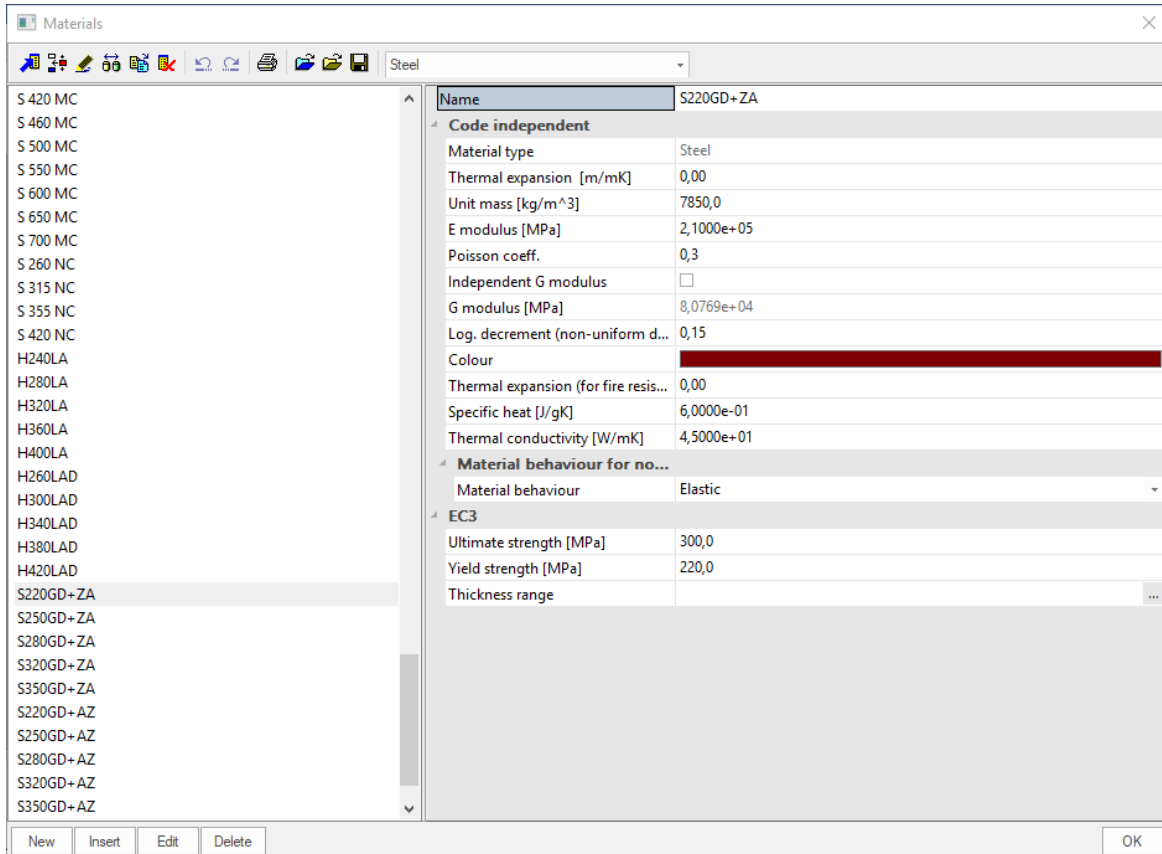 Materials
Steel
S 420 MC
S 460 MC
S 500 MC
S 550 MC
S 600 MC
S 650 MC
S 700 MC
S 260 NC
S 315 NC
S 355 NC
S 420 NC
H240LA
H280LA
H320LA
H360LA
H400LA
H260LAD
H300LAD
H340LAD
H380LAD
H420LAD
S220GD+ZA
S250GD+ZA
S280GD+ZA
S320GD+ZA
S350GD+ZA
S220GD+AZ
S250GD+AZ
S280GD+AZ
S320GD+AZ
S350GD+AZ
Name S220GD+ZA
Code independent
Material type Steel
Thermal expansion [m/mK] 0,00
Unit mass [kg/m^3] 7850,0
E modulus [MPa] 2,1000e+05
Poisson coeff. 0,3
Independent G modulus
G modulus [MPa] 8,0769e+04
Log. decrement (non-uniform d... 0,15
Colour
Thermal expansion (for fire resis... 0,00
Specific heat [J/gK] 6,0000e-01
Thermal conductivity [W/mK] 4,5000e+01
Material behaviour for no...
Material behaviour Elastic
EC3
Ultimate strength [MPa] 300,0
Yield strength [MPa] 220,0
Thickness range ...
New Insert Edit Delete OK